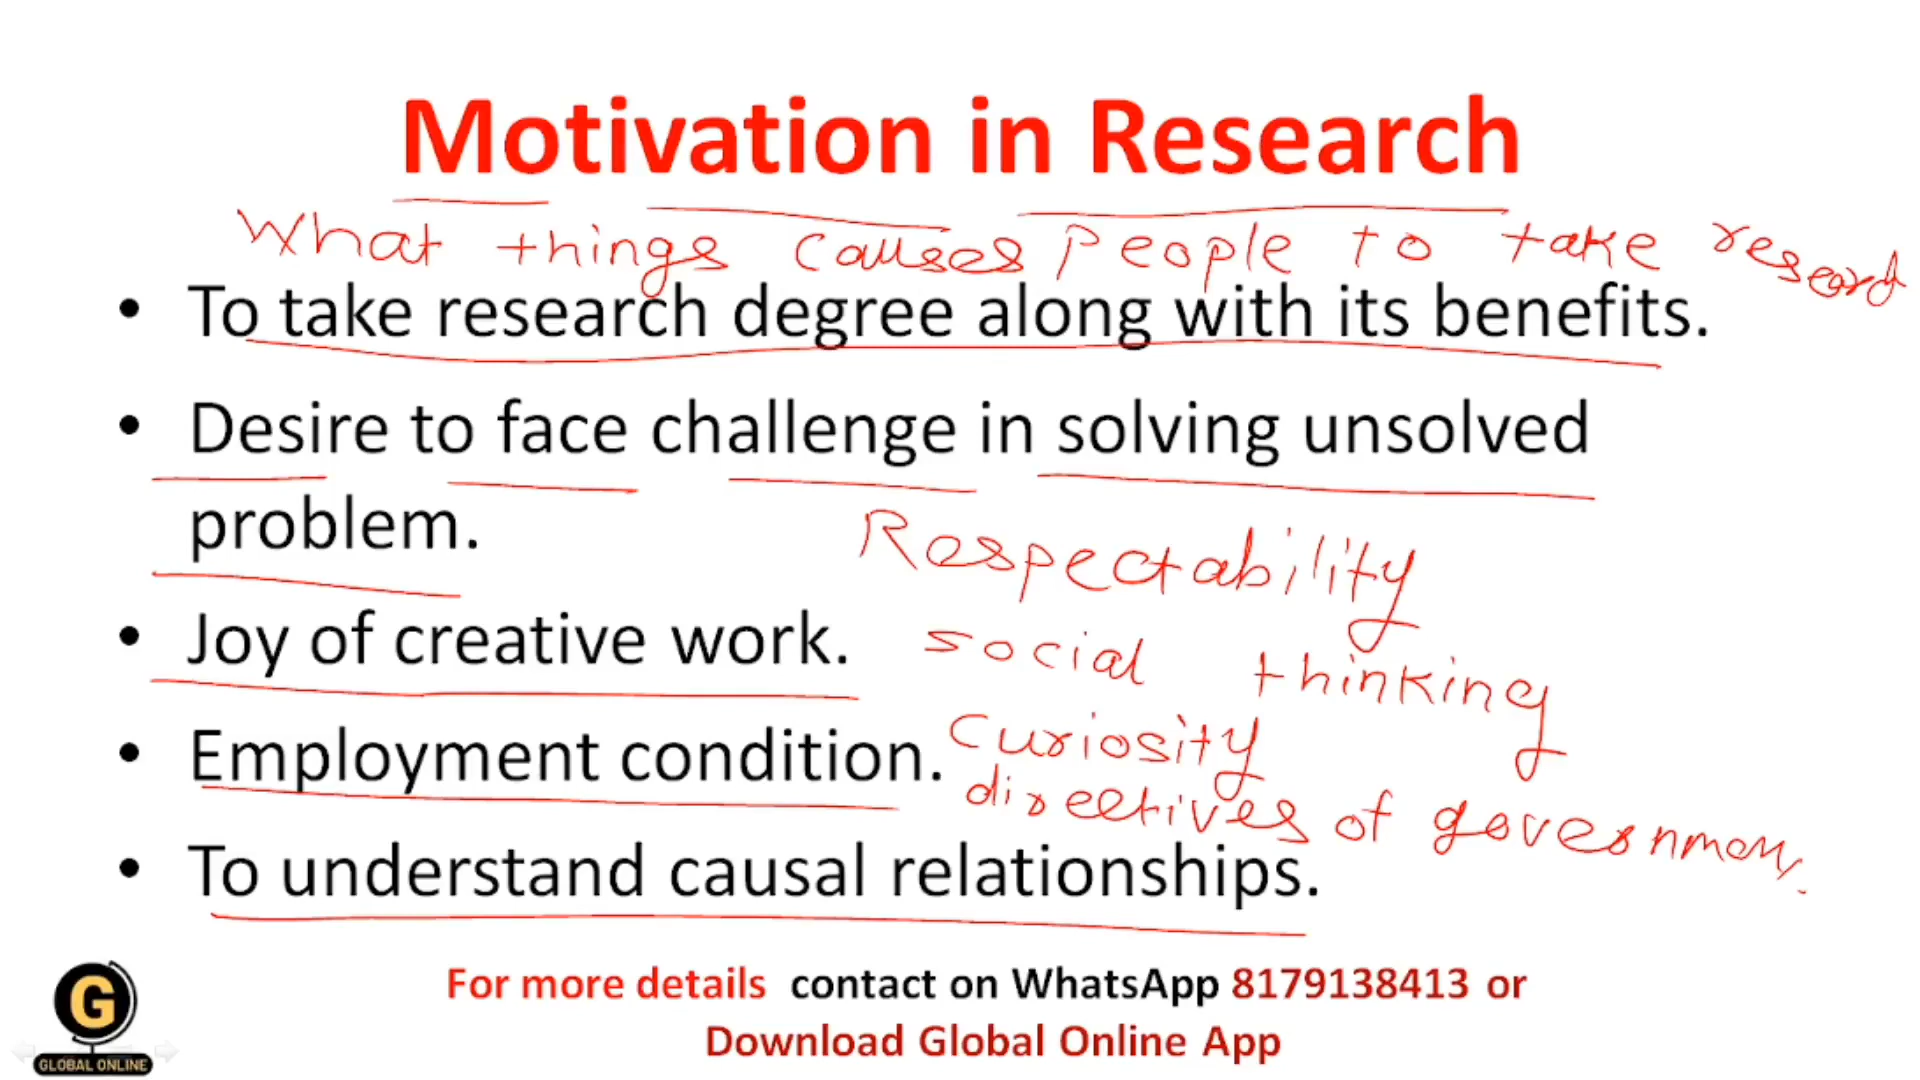 Motivation in Research
What things causes People to take research
• To take research degree along with its benefits.
• Desire to face challenge in solving unsolved
problem.
Respectability
• Joy of creative work.
social thinking
• Employment condition.
curiosity
directives of government.
• To understand causal relationships.
For more details contact on WhatsApp 8179138413 or
Download Global Online App
G
GLOBAL ONLINE